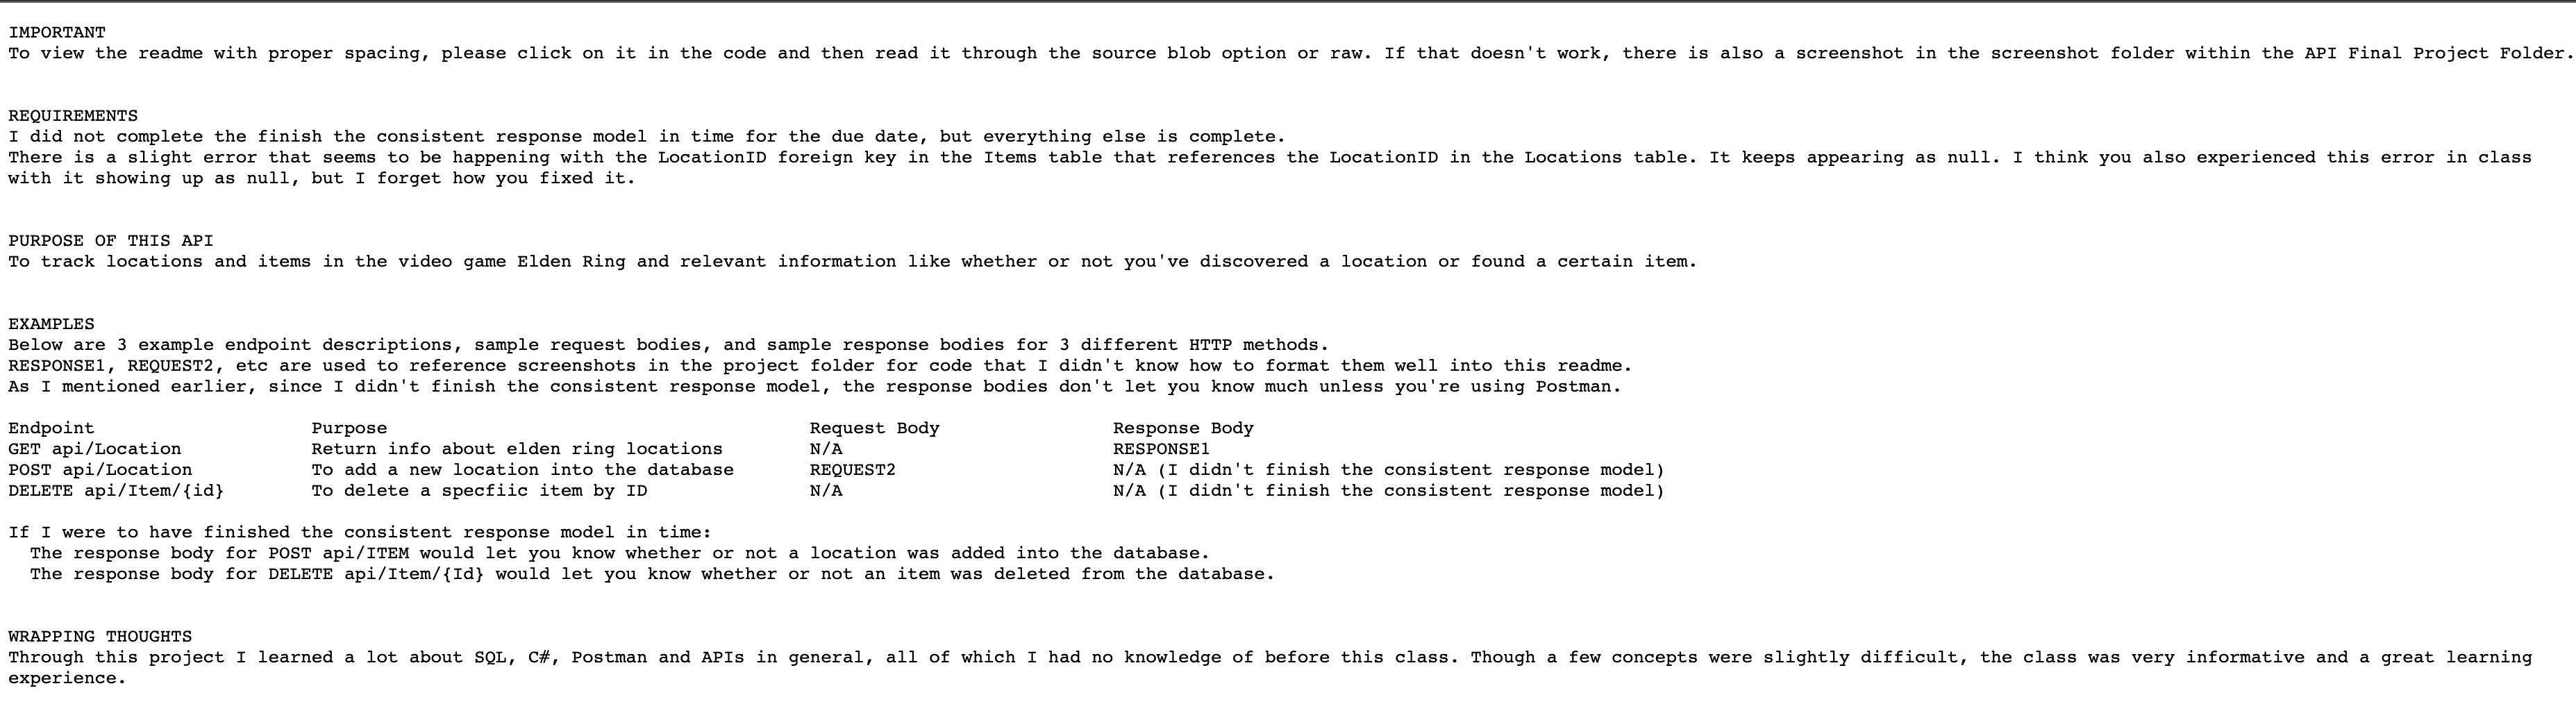 IMPORTANT
To view the readme with proper spacing, please click on it in the code and then read it through the source blob option or raw. If that doesn't work, there is also a screenshot in the screenshot folder within the API Final Project Folder.
REQUIREMENTS
I did not complete the finish the consistent response model in time for the due date, but everything else is complete.
There is a slight error that seems to be happening with the LocationID foreign key in the Items table that references the LocationID in the Locations table. It keeps appearing as null. I think you also experienced this error in class
with it showing up as null, but I forget how you fixed it.
PURPOSE OF THIS API
To track locations and items in the video game Elden Ring and relevant information like whether or not you've discovered a location or found a certain item.
EXAMPLES
Below are 3 example endpoint descriptions, sample request bodies, and sample response bodies for 3 different HTTP methods.
RESPONSE1, REQUEST2, etc are used to reference screenshots in the project folder for code that I didn't know how to format them well into this readme.
As I mentioned earlier, since I didn't finish the consistent response model, the response bodies don't let you know much unless you're using Postman.
Endpoint Purpose Request Body Response Body
GET api/Location Return info about elden ring locations N/A RESPONSE1
POST api/Location To add a new location into the database REQUEST2 N/A (I didn't finish the consistent response model)
DELETE api/Item/{id} To delete a specfiic item by ID N/A N/A (I didn't finish the consistent response model)
If I were to have finished the consistent response model in time:
The response body for POST api/ITEM would let you know whether or not a location was added into the database.
The response body for DELETE api/Item/{Id} would let you know whether or not an item was deleted from the database.
WRAPPING THOUGHTS
Through this project I learned a lot about SQL, C#, Postman and APIs in general, all of which I had no knowledge of before this class. Though a few concepts were slightly difficult, the class was very informative and a great learning
experience.